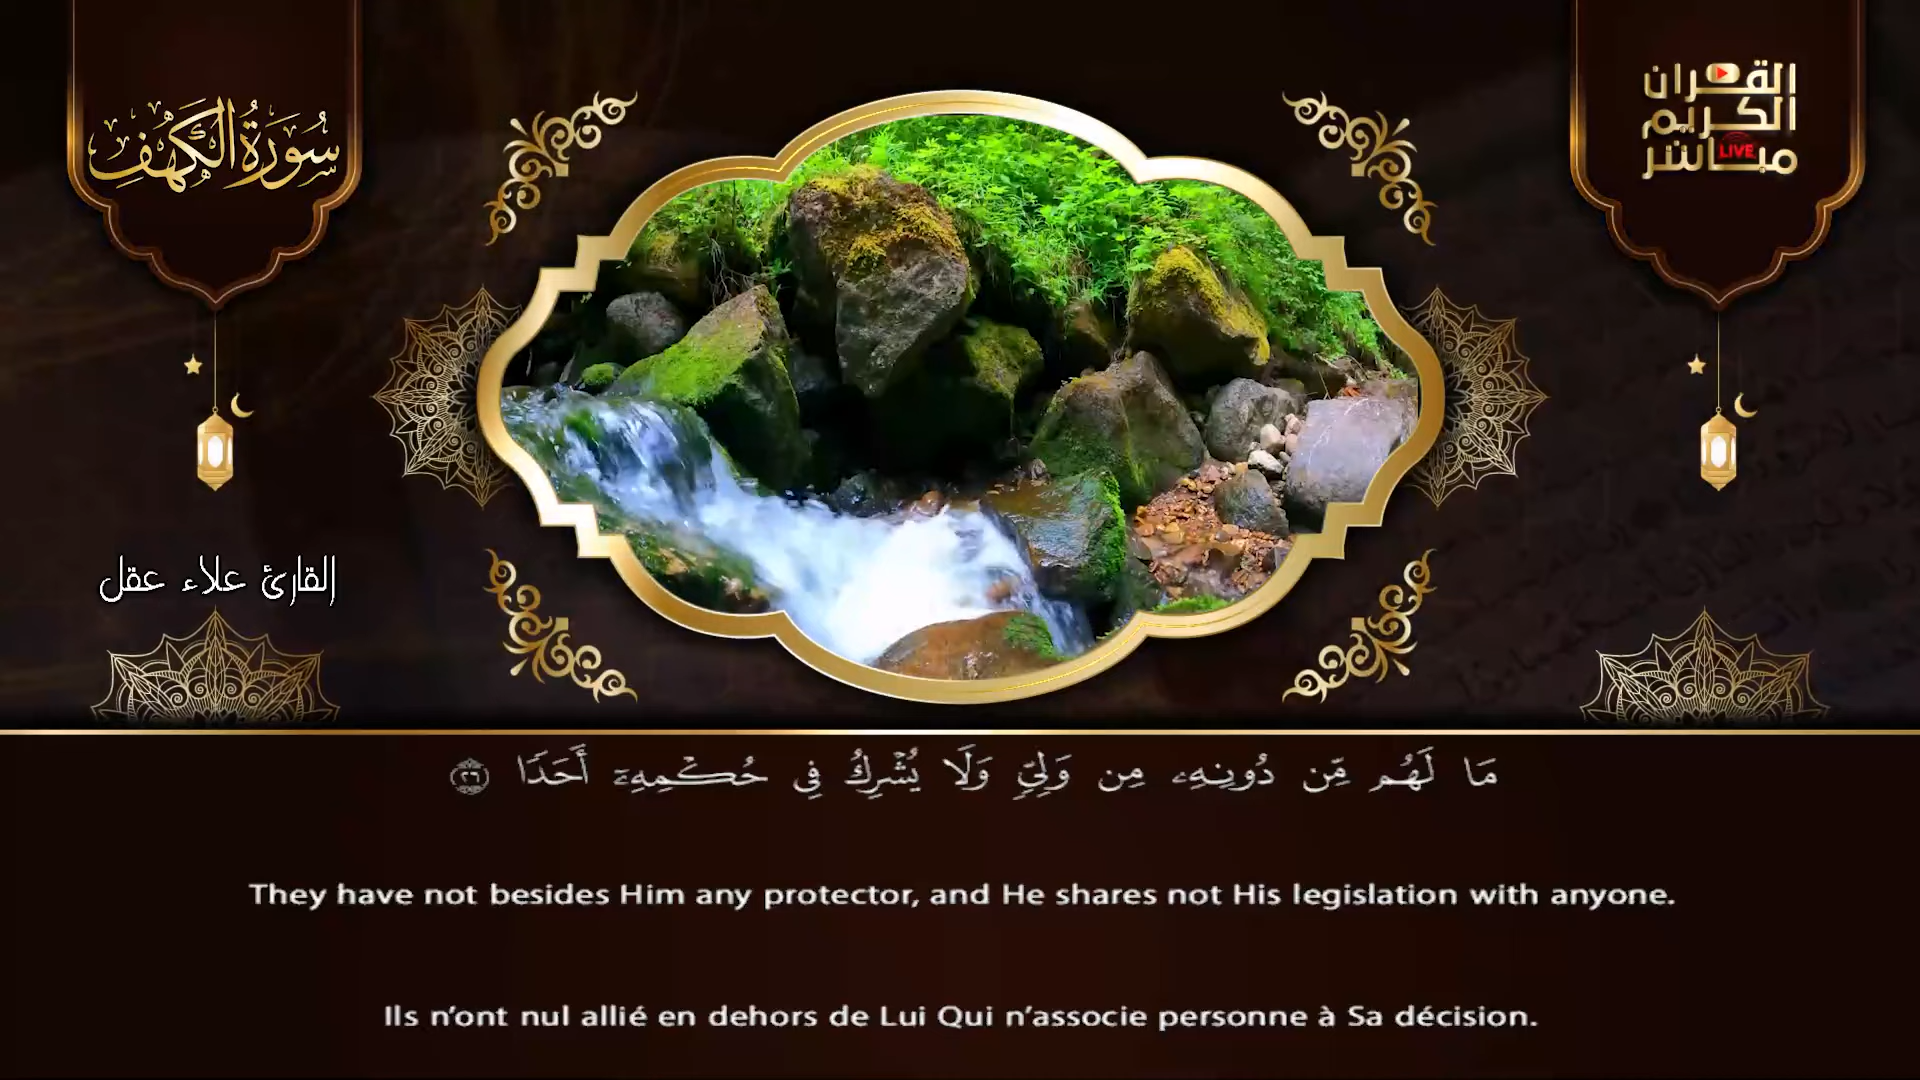 سُورَةُ الكَهْفِ
القرآن
الكريم
مباشر
LIVE
القارئ علاء عقل
مَا لَهُم مِّن دُونِهِۦ مِن وَلِيٍّ وَلَا يُشْرِكُ فِي حُكْمِهِۦٓ أَحَدًا ٢٦
They have not besides Him any protector, and He shares not His legislation with anyone.
Ils n’ont nul allié en dehors de Lui Qui n’associe personne à Sa décision.